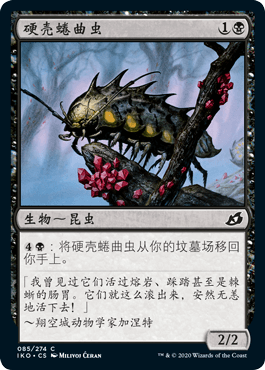 硬壳蜷曲虫 1
生物～昆虫
4：将硬壳蜷曲虫从你的坟墓场移回
你手上。
「我曾见过它们活过熔岩、踩踏甚至是棘
蜥的肠胃。它们就这么滚出来，安然无恙
地活下去！」
～翔空城动物学家加涅特
2/2
085/274 C
IKO • CS MILIVOJ ĆERAN
™ & © 2020 Wizards of the Coast